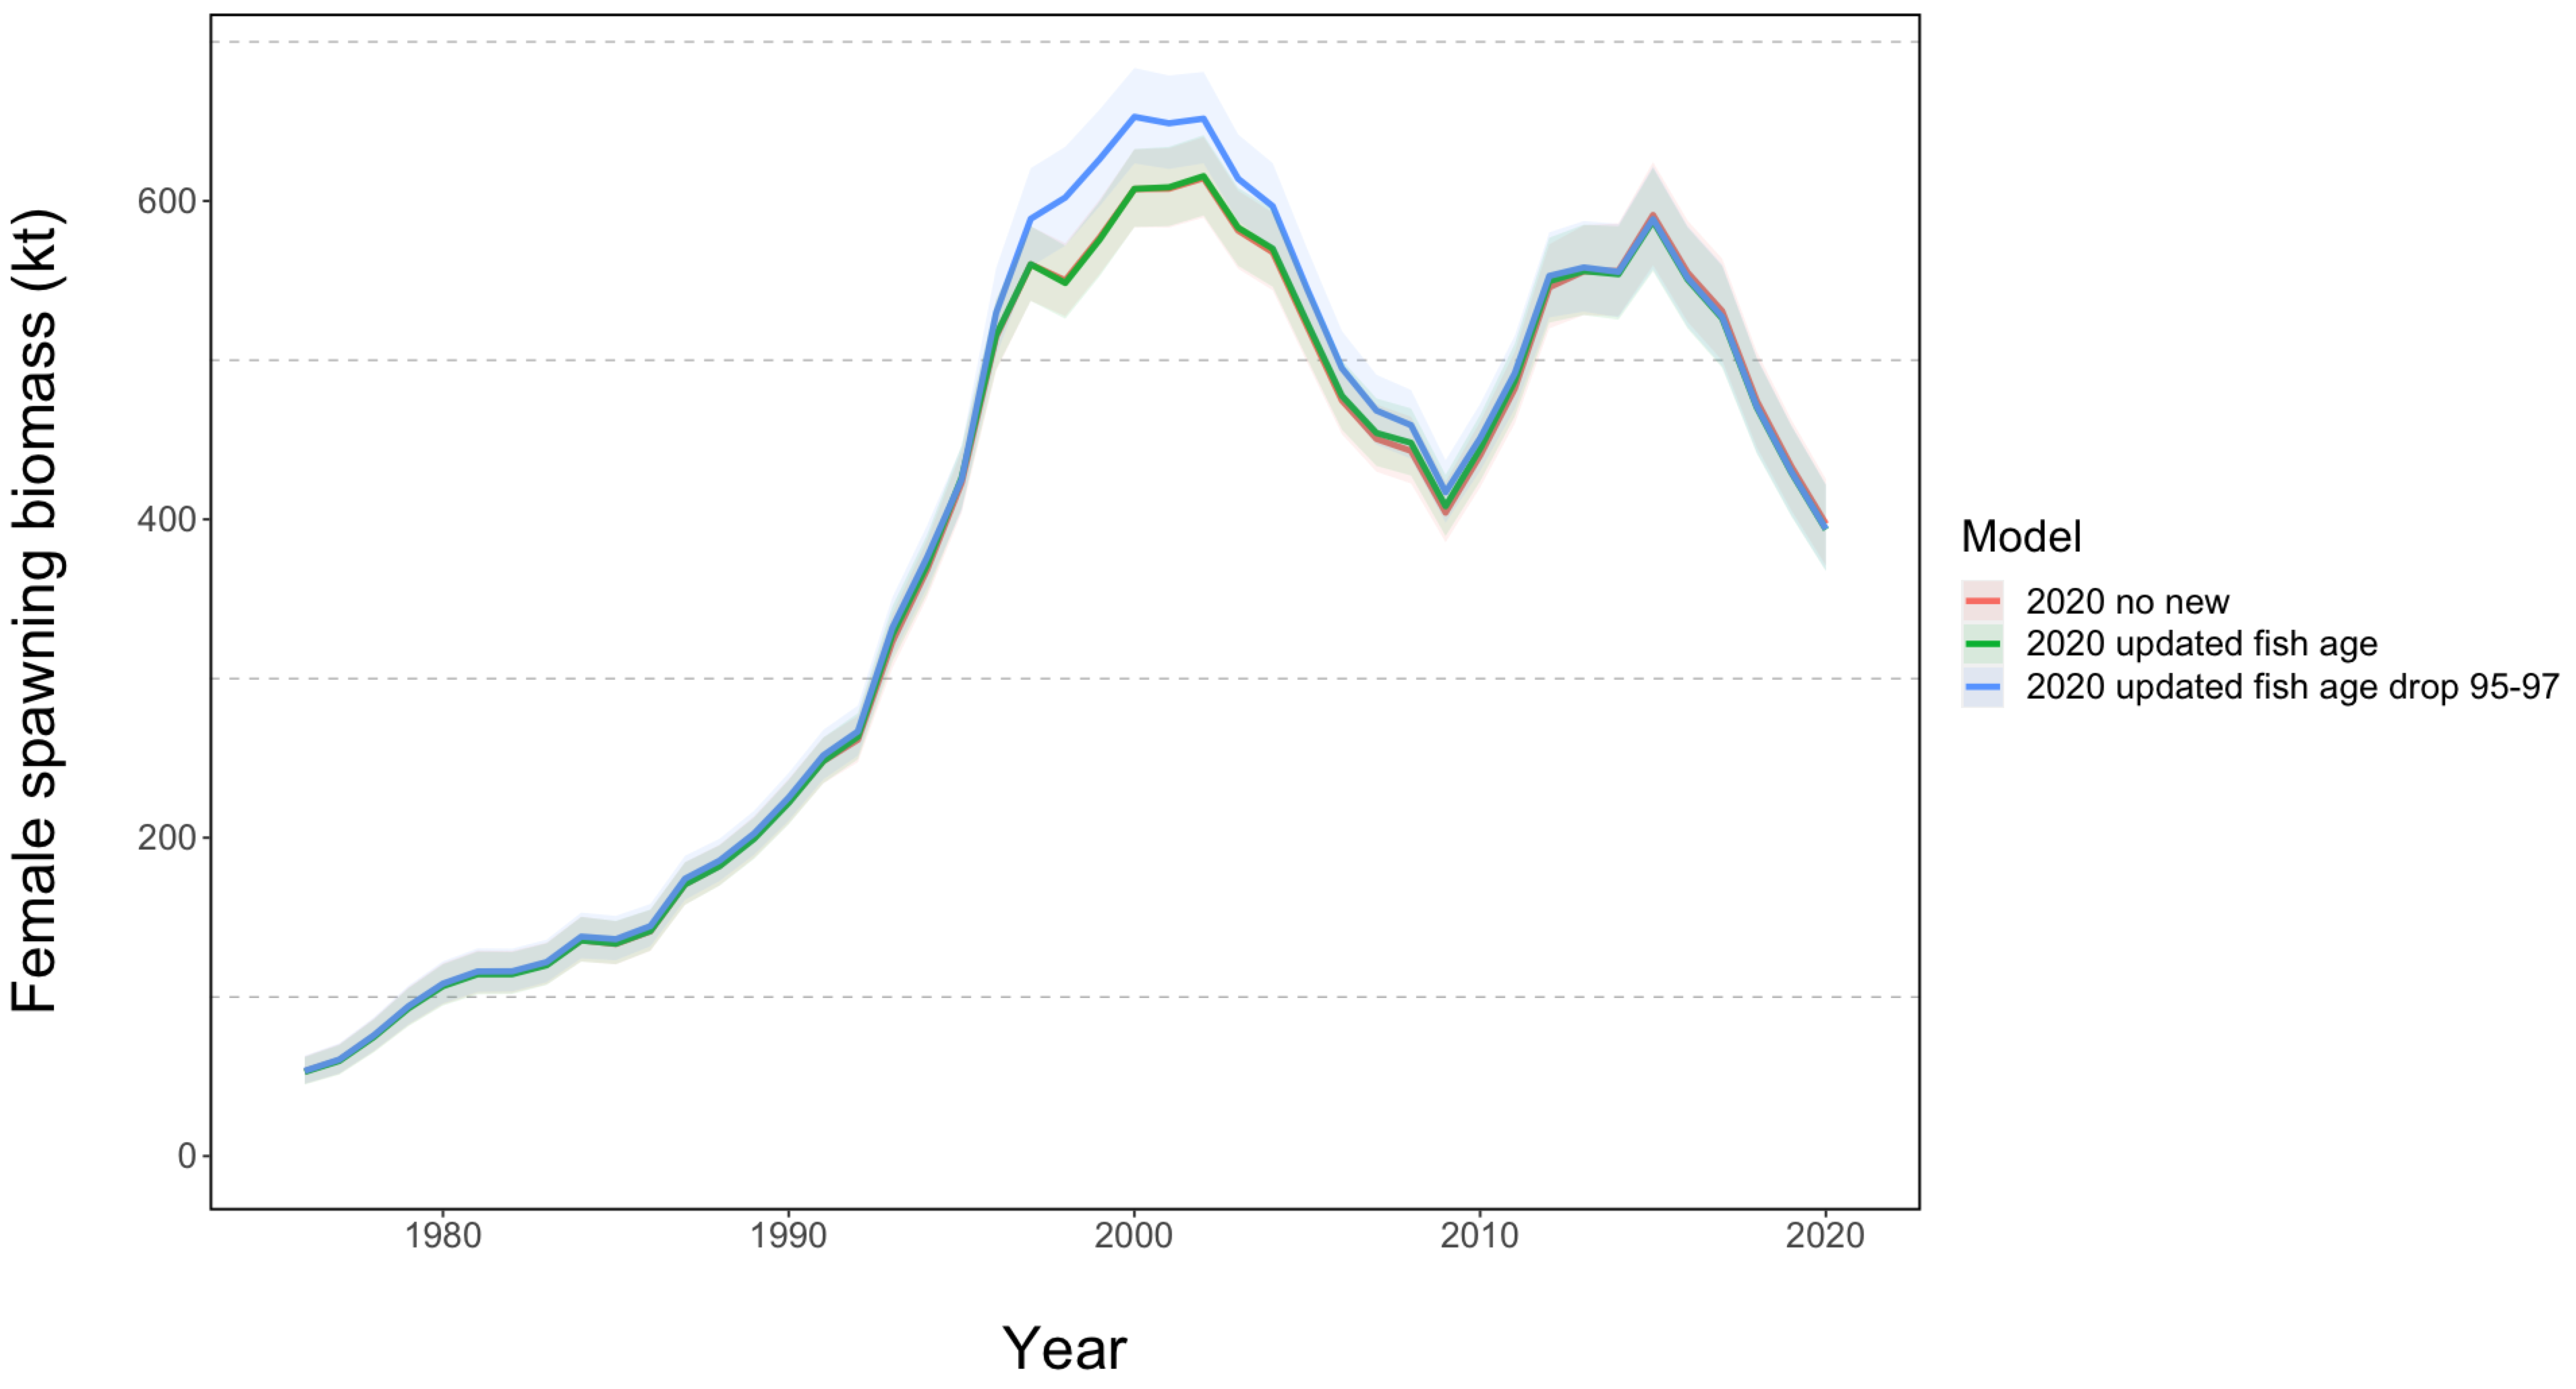 Female spawning biomass (kt)
600
400
200
0
1980
1990
2000
2010
2020
Year
Model
2020 no new
2020 updated fish age
2020 updated fish age drop 95-97